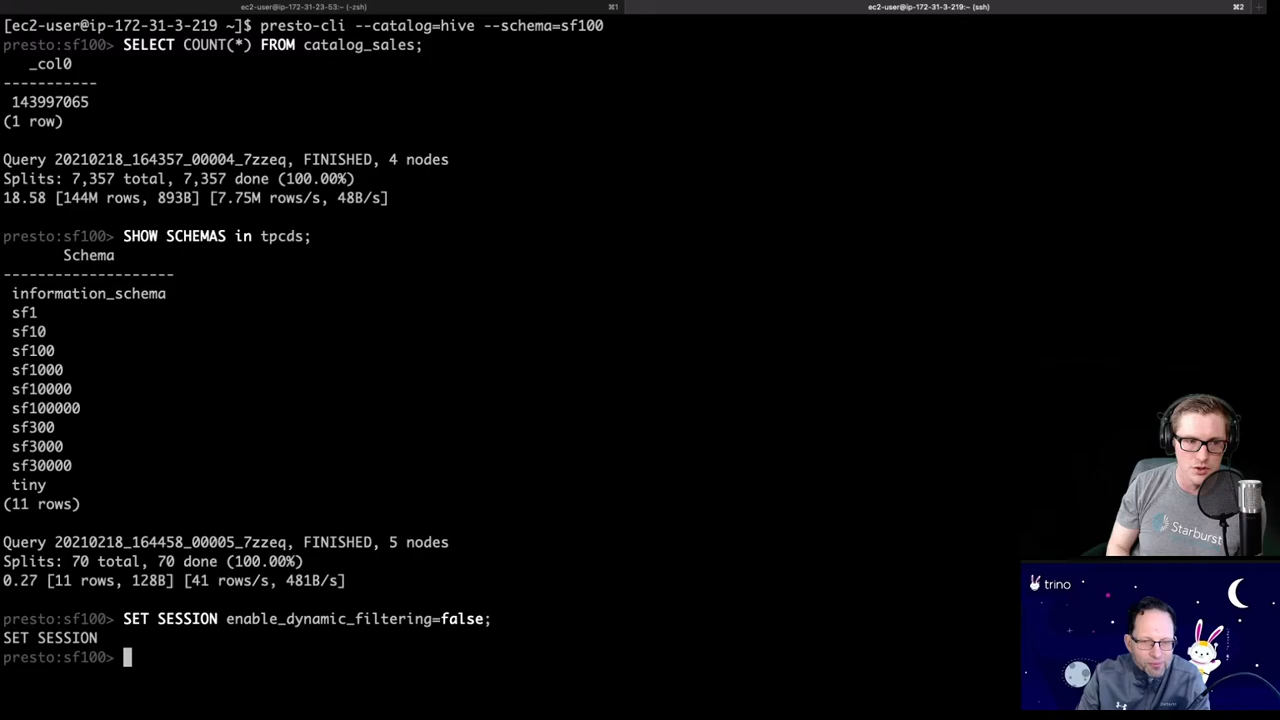 ec2-user@ip-172-31-23-53:~ (-zsh)
⌘1
ec2-user@ip-172-31-3-219:~ (ssh)
⌘2
[ec2-user@ip-172-31-3-219 ~]$ presto-cli --catalog=hive --schema=sf100
presto:sf100> SELECT COUNT(*) FROM catalog_sales;
_col0
-----------
143997065
(1 row)
Query 20210218_164357_00004_7zzeq, FINISHED, 4 nodes
Splits: 7,357 total, 7,357 done (100.00%)
18.58 [144M rows, 893B] [7.75M rows/s, 48B/s]
presto:sf100> SHOW SCHEMAS in tpcds;
Schema
--------------------
information_schema
sf1
sf10
sf100
sf1000
sf10000
sf100000
sf300
sf3000
sf30000
tiny
(11 rows)
Query 20210218_164458_00005_7zzeq, FINISHED, 5 nodes
Splits: 70 total, 70 done (100.00%)
0.27 [11 rows, 128B] [41 rows/s, 481B/s]
presto:sf100> SET SESSION enable_dynamic_filtering=false;
SET SESSION
presto:sf100>
Starburst
trino